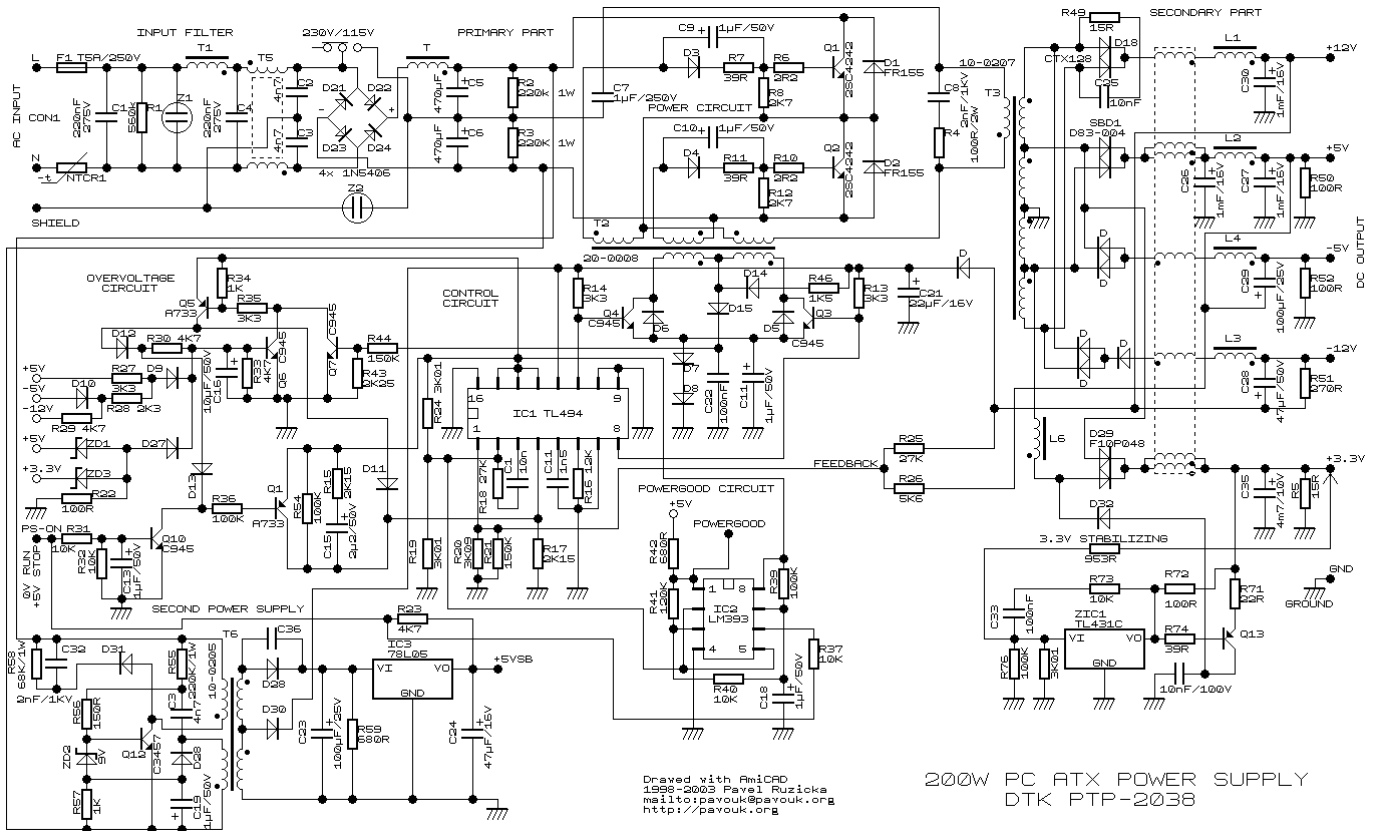 INPUT FILTER
230V/115V
PRIMARY PART
SECONDARY PART
AC INPUT
CON1
L
F1 T5A/250V
N
-t NTCR1
SHIELD
C1
220nF
275V
R1
560k
Z1
T1
C4
220nF
275V
T5
C2
4n7
C3
4n7
D21
D22
D23
D24
4x 1N5406
Z2
T
C5
470µF
C6
470µF
R2
220k 1W
R3
220K 1W
C7
1µF/250V
C9
1µF/50V
D3
R7
39R
R6
2R2
R8
2K7
Q1
2SC4242
D1
FR155
POWER CIRCUIT
C10
1µF/50V
D4
R11
39R
R10
2R2
R12
2K7
Q2
2SC4242
D2
FR155
C8
2nF/1KV
R4
100R/2W
10-0207
T3
T2
20-0008
R49
15R
D18
CTX128
C25
10nF
SBD1
D83-004
L1
C30
1mF/16V
+12V
L2
C26
1mF/16V
C27
1mF/16V
R50
100R
+5V
D
L4
C29
100µF/25V
R52
100R
-5V
D
D
L3
C28
47µF/50V
R51
270R
-12V
DC OUTPUT
L6
D29
F10P048
D32
C35
4n7/10V
R5
15R
+3.3V
3.3V STABILIZING
953R
R73
10K
R72
100R
R71
22R
C33
100nF
ZIC1
TL431C
VI
VO
GND
R74
39R
Q13
R76
100K
3K01
10nF/100V
GND
GROUND
OVERVOLTAGE
CIRCUIT
R34
1K
R35
3K3
Q5
A733
D12
R30 4K7
C945
Q6
Q7
R44
150K
R43
2K25
R33
4K7
C16
10µF/50V
+5V
-5V
-12V
R27
3K3
D9
D10
R28 2K3
R29 4K7
+5V
ZD1
D27
+3.3V
ZD3
R22
100R
D13
R36
100K
Q1
A733
R54
100K
R15
2K15
C15
2µ2/50V
D11
PS-ON
R31
10K
0V RUN
+5V STOP
R32
10K
C13
1µF/50V
Q10
C945
CONTROL
CIRCUIT
R14
3K3
Q4
C945
D6
D14
D15
D5
R46
1K5
R13
3K3
Q3
C945
C21
22µF/16V
D
D7
D8
C22
100nF
C11
1µF/50V
R24
3K01
16
9
IC1 TL494
1
8
R18
27K
C1
10n
C11
1n5
R16
12K
R19
3K01
R20
3K09
R21
150K
R17
2K15
FEEDBACK
R25
27K
R26
5K6
POWERGOOD CIRCUIT
+5V
POWERGOOD
R42
680R
R41
120K
1
8
IC2
LM393
4
5
R39
100K
R37
10K
R40
10K
C18
1µF/50V
SECOND POWER SUPPLY
R58
68K/1W
C32
2nF/1KV
D31
R55
220K/1W
10-0205
T6
R56
150R
C3
4n7
ZD2
9V
Q12
C3457
D28
R57
1K
C19
1µF/50V
C36
D28
D30
C23
100µF/25V
R59
680R
R23
4K7
IC3
78L05
VI
VO
GND
+5VSB
C24
47µF/16V
Drawed with AmiCAD
1998-2003 Pavel Ruzicka
mailto:pavouk@pavouk.org
http://pavouk.org
200W PC ATX POWER SUPPLY
DTK PTP-2038